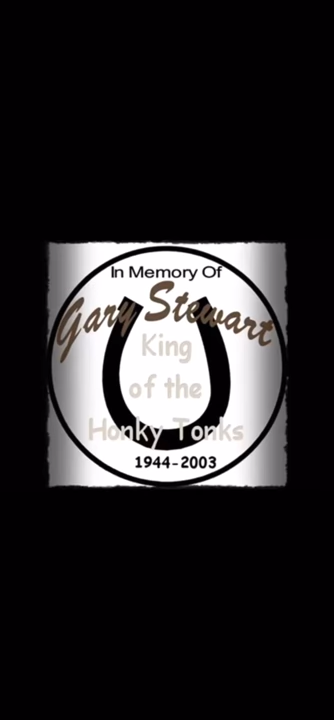 In Memory Of
Gary Stewart
King
of the
Honky Tonks
1944-2003